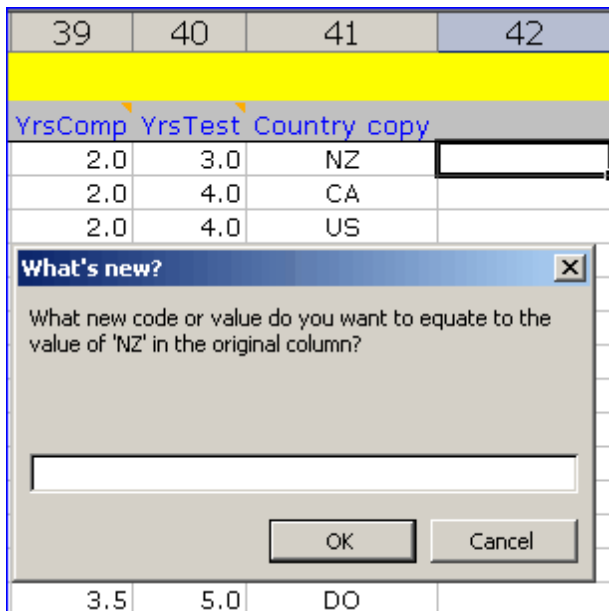 39 40 41 42
YrsComp YrsTest Country copy
2.0 3.0 NZ
2.0 4.0 CA
2.0 4.0 US
What's new?
What new code or value do you want to equate to the
value of 'NZ' in the original column?
OK Cancel
3.5 5.0 DO